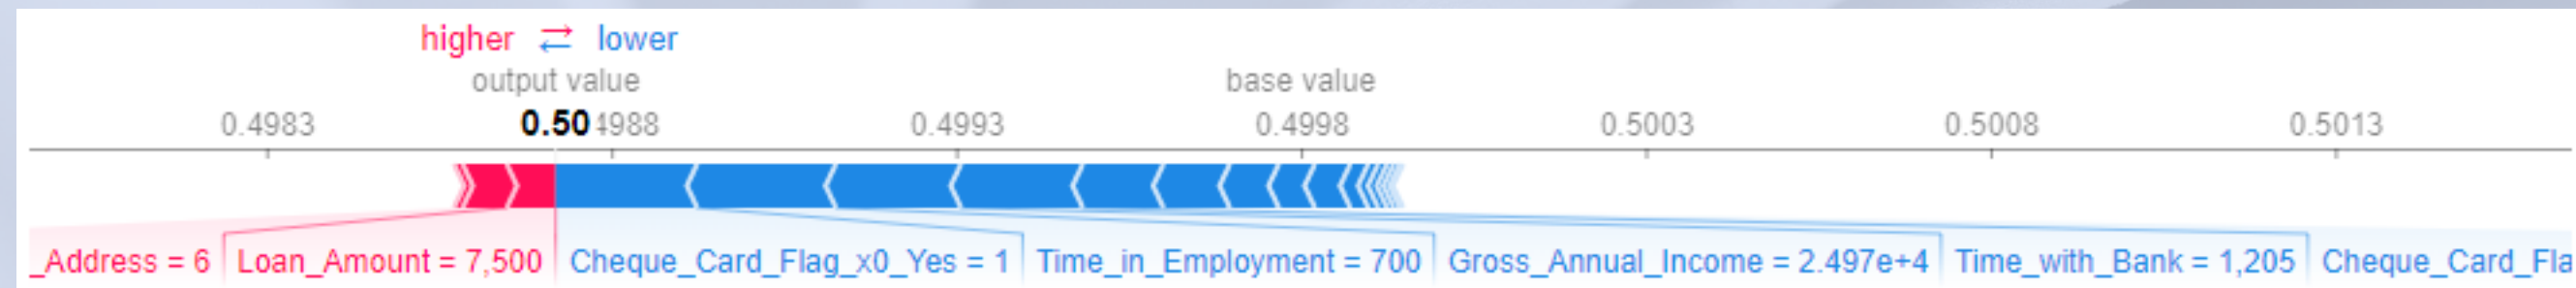 higher ⇄ lower
output value base value
0.4983 0.50 4988 0.4993 0.4998 0.5003 0.5008 0.5013
_Address = 6 Loan_Amount = 7,500 Cheque_Card_Flag_x0_Yes = 1 Time_in_Employment = 700 Gross_Annual_Income = 2.497e+4 Time_with_Bank = 1,205 Cheque_Card_Fla